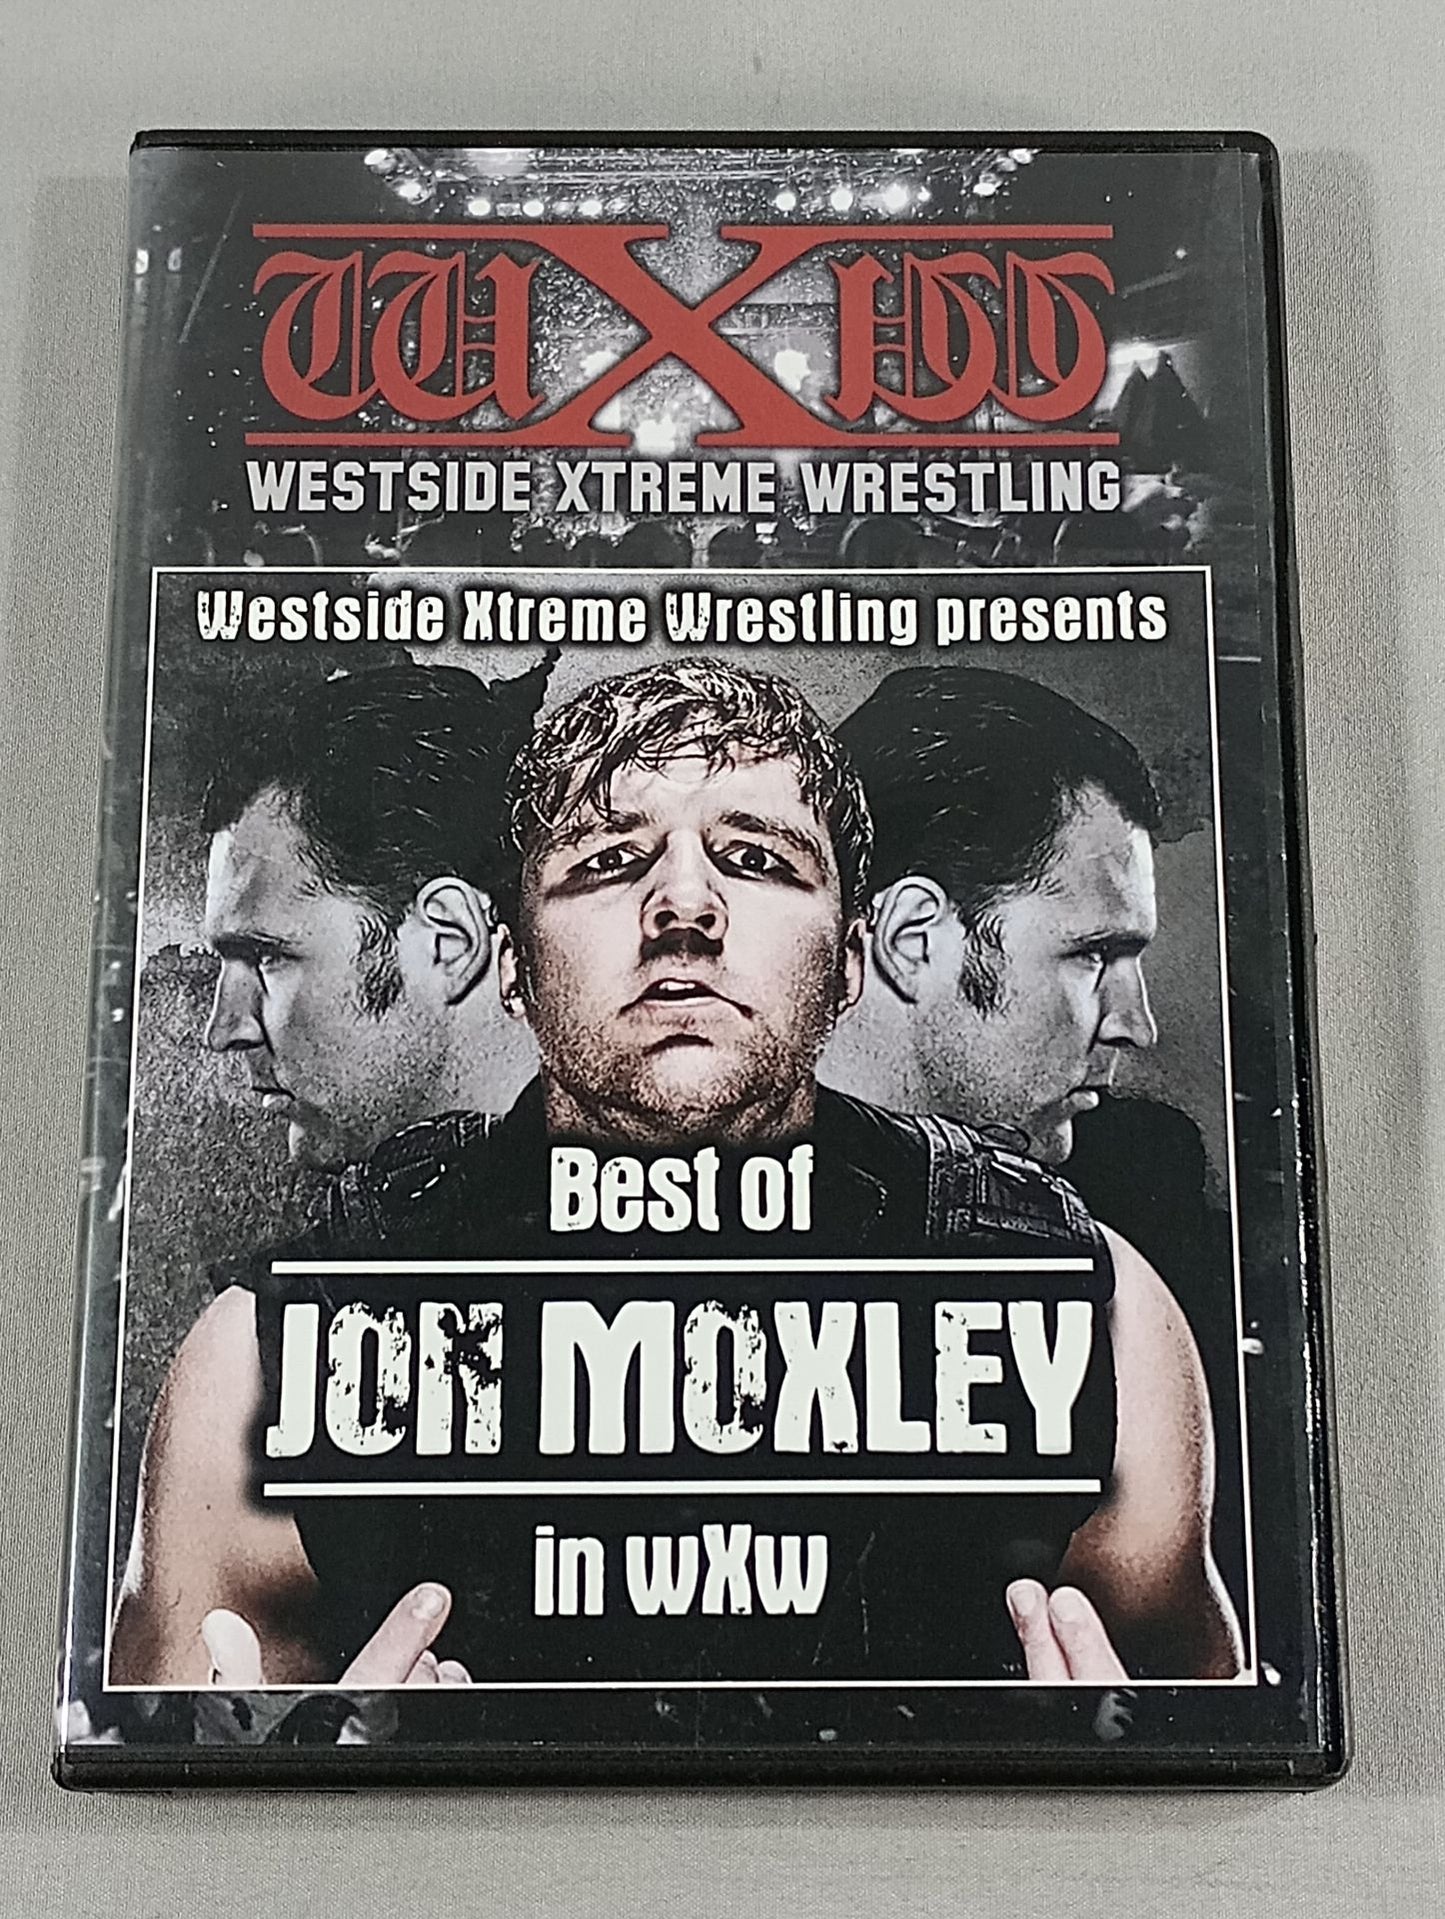 wXw
WESTSIDE XTREME WRESTLING
Westside Xtreme Wrestling presents
Best of
JON MOXLEY
in wXw